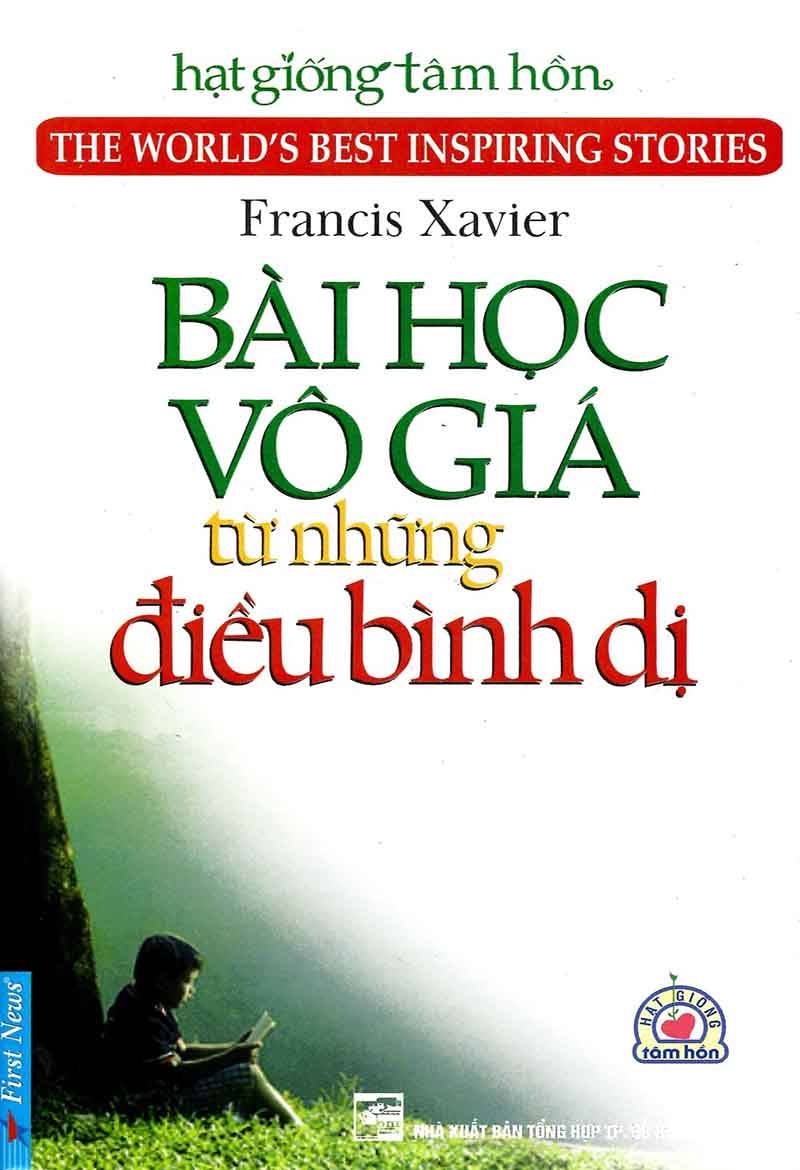 hạt giống tâm hồn
THE WORLD'S BEST INSPIRING STORIES
Francis Xavier
BÀI HỌC
VÔ GIÁ
từ những
điều bình dị
First News
HẠT GIỐNG
tâm hồn
NHÀ XUẤT BẢN TỔNG HỢP TP.